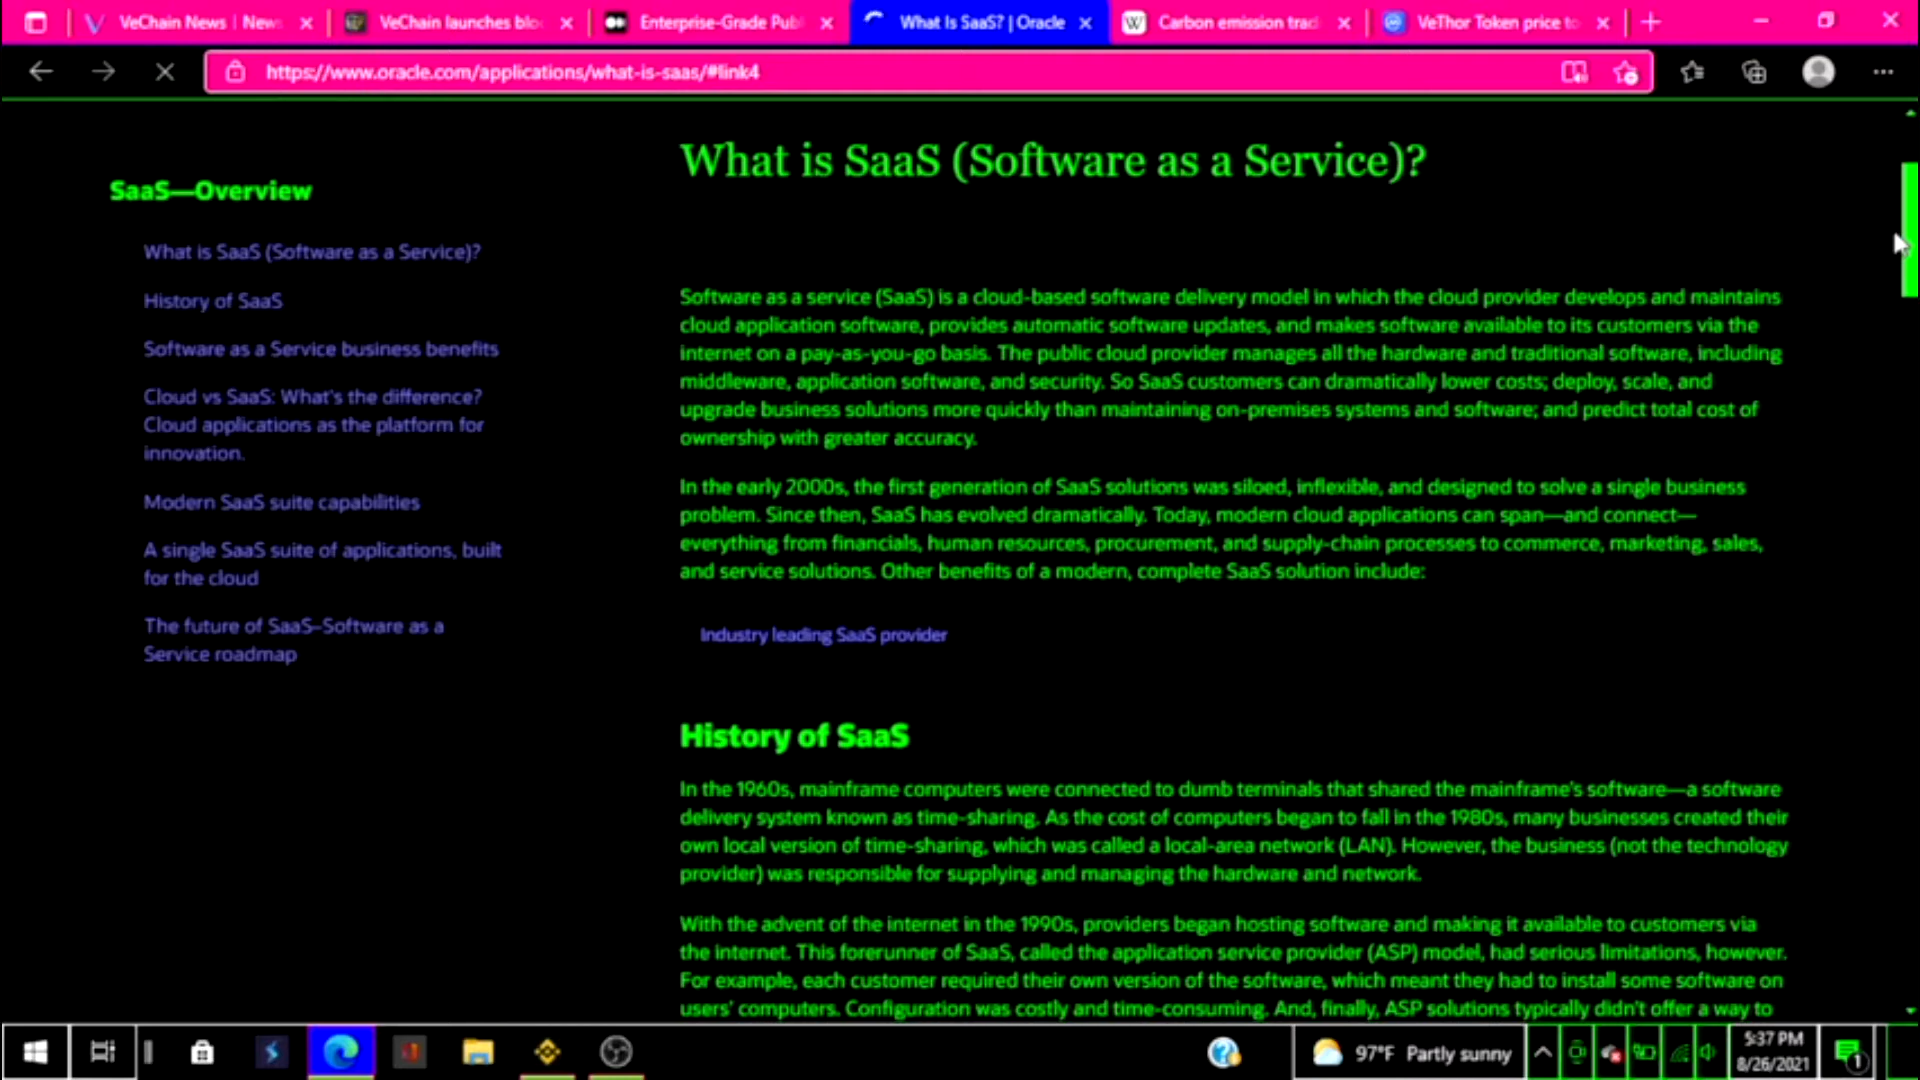 VeChain News | News
VeChain launches blo
Enterprise-Grade Pub
What Is SaaS? | Oracle
Carbon emission trad
VeThor Token price to
https://www.oracle.com/applications/what-is-saas/#link4
SaaS—Overview
What is SaaS (Software as a Service)?
History of SaaS
Software as a Service business benefits
Cloud vs SaaS: What's the difference?
Cloud applications as the platform for
innovation.
Modern SaaS suite capabilities
A single SaaS suite of applications, built
for the cloud
The future of SaaS–Software as a
Service roadmap
What is SaaS (Software as a Service)?
Software as a service (SaaS) is a cloud-based software delivery model in which the cloud provider develops and maintains
cloud application software, provides automatic software updates, and makes software available to its customers via the
internet on a pay-as-you-go basis. The public cloud provider manages all the hardware and traditional software, including
middleware, application software, and security. So SaaS customers can dramatically lower costs; deploy, scale, and
upgrade business solutions more quickly than maintaining on-premises systems and software; and predict total cost of
ownership with greater accuracy.
In the early 2000s, the first generation of SaaS solutions was siloed, inflexible, and designed to solve a single business
problem. Since then, SaaS has evolved dramatically. Today, modern cloud applications can span—and connect—
everything from financials, human resources, procurement, and supply-chain processes to commerce, marketing, sales,
and service solutions. Other benefits of a modern, complete SaaS solution include:
Industry leading SaaS provider
History of SaaS
In the 1960s, mainframe computers were connected to dumb terminals that shared the mainframe's software—a software
delivery system known as time-sharing. As the cost of computers began to fall in the 1980s, many businesses created their
own local version of time-sharing, which was called a local-area network (LAN). However, the business (not the technology
provider) was responsible for supplying and managing the hardware and network.
With the advent of the internet in the 1990s, providers began hosting software and making it available to customers via
the internet. This forerunner of SaaS, called the application service provider (ASP) model, had serious limitations, however.
For example, each customer required their own version of the software, which meant they had to install some software on
users' computers. Configuration was costly and time-consuming. And, finally, ASP solutions typically didn't offer a way to
97°F Partly sunny
5:37 PM
8/26/2021
1